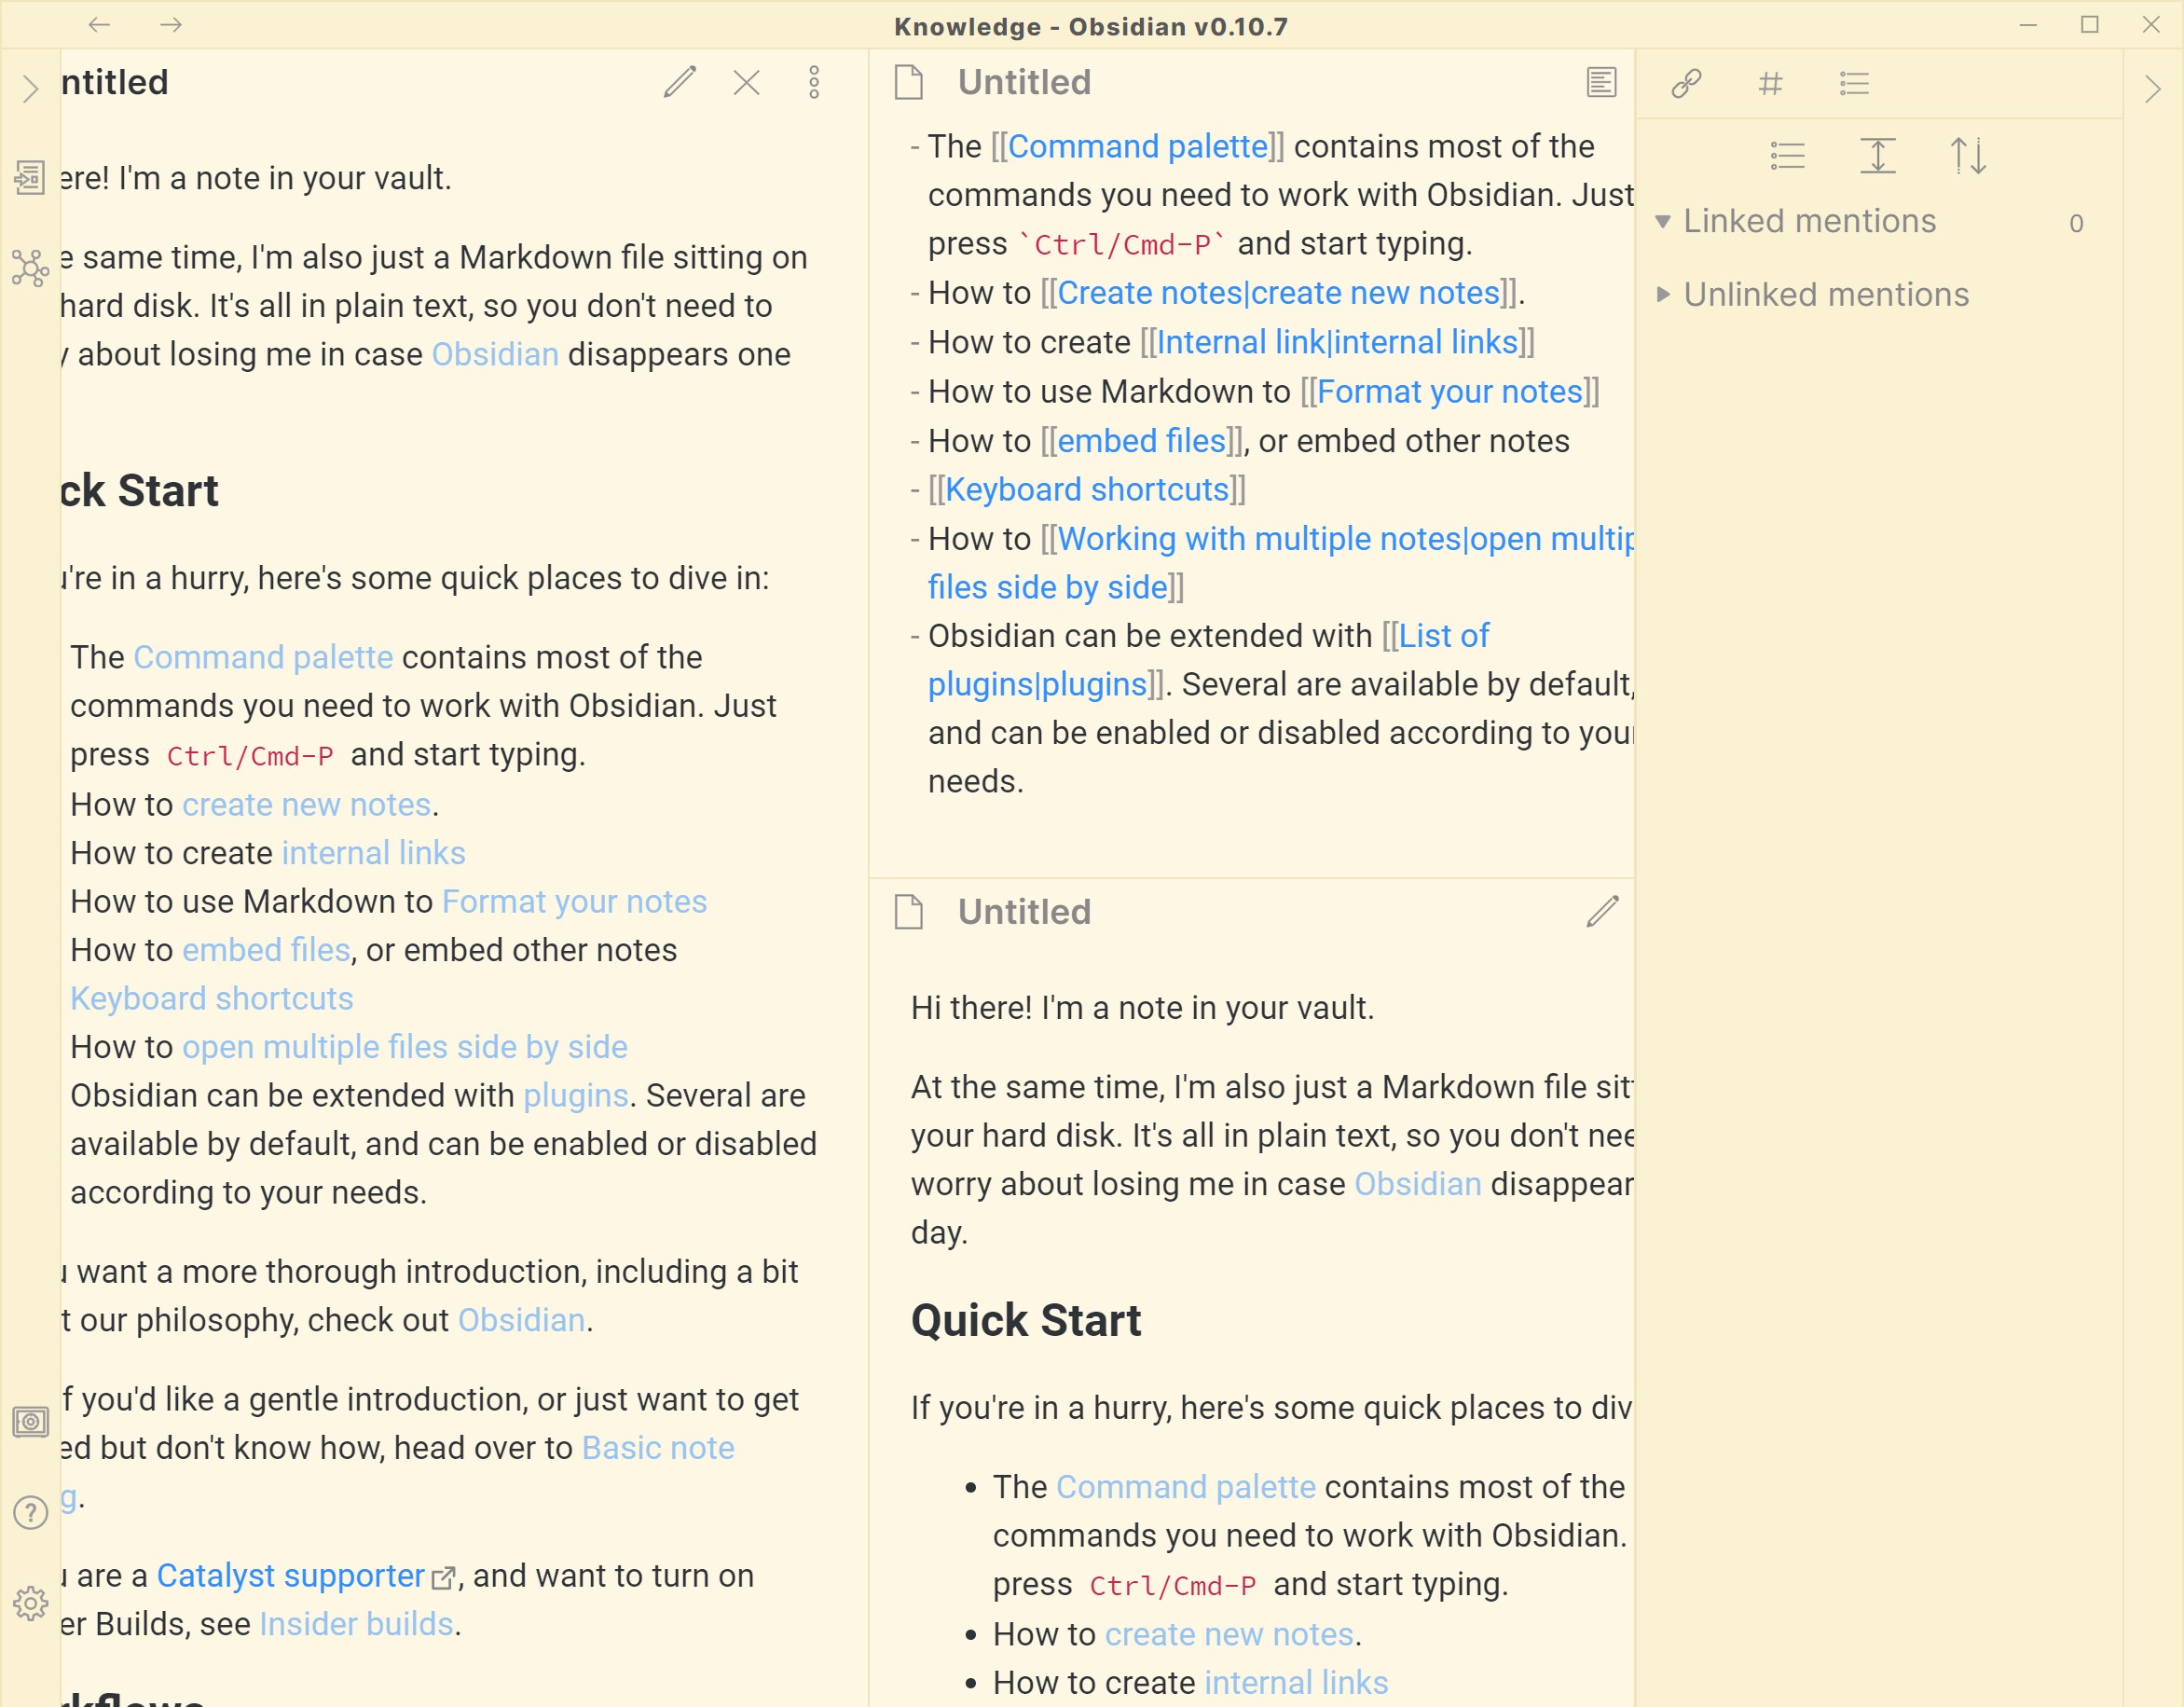 Knowledge - Obsidian v0.10.7
ntitled
ere! I'm a note in your vault.
e same time, I'm also just a Markdown file sitting on
hard disk. It's all in plain text, so you don't need to
y about losing me in case Obsidian disappears one
ck Start
u're in a hurry, here's some quick places to dive in:
The Command palette contains most of the
commands you need to work with Obsidian. Just
press Ctrl/Cmd-P and start typing.
How to create new notes.
How to create internal links
How to use Markdown to Format your notes
How to embed files, or embed other notes
Keyboard shortcuts
How to open multiple files side by side
Obsidian can be extended with plugins. Several are
available by default, and can be enabled or disabled
according to your needs.
u want a more thorough introduction, including a bit
t our philosophy, check out Obsidian.
f you'd like a gentle introduction, or just want to get
ed but don't know how, head over to Basic note
g.
u are a Catalyst supporter, and want to turn on
er Builds, see Insider builds.
rkflows
Untitled
- The [[Command palette]] contains most of the
commands you need to work with Obsidian. Just
press `Ctrl/Cmd-P` and start typing.
- How to [[Create notes|create new notes]].
- How to create [[Internal link|internal links]]
- How to use Markdown to [[Format your notes]]
- How to [[embed files]], or embed other notes
- [[Keyboard shortcuts]]
- How to [[Working with multiple notes|open multip
files side by side]]
- Obsidian can be extended with [[List of
plugins|plugins]]. Several are available by default,
and can be enabled or disabled according to your
needs.
Untitled
Hi there! I'm a note in your vault.
At the same time, I'm also just a Markdown file sit
your hard disk. It's all in plain text, so you don't nee
worry about losing me in case Obsidian disappear
day.
Quick Start
If you're in a hurry, here's some quick places to div
• The Command palette contains most of the
commands you need to work with Obsidian.
press Ctrl/Cmd-P and start typing.
• How to create new notes.
• How to create internal links
Linked mentions 0
Unlinked mentions